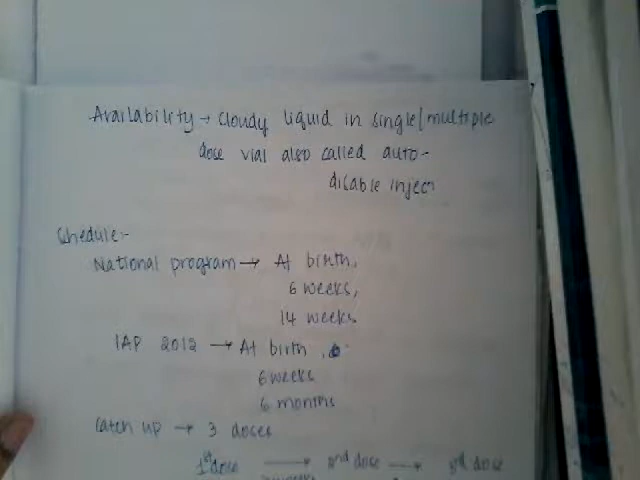 Availability → cloudy liquid in single/multiple
dose vial also called auto-
disable inject
Schedule:-
National program → At birth,
6 weeks,
14 weeks
IAP 2012 → At birth,
6 weeks
6 months
Catch up → 3 doses
1st dose → 2nd dose → 3rd dose